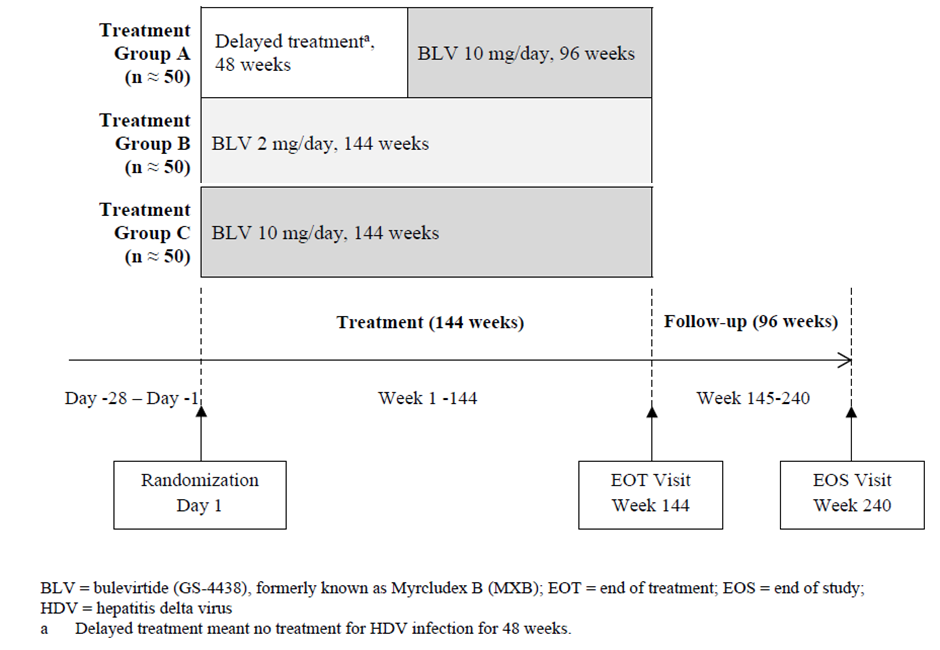 Treatment
Group A
(n ≈ 50)
Delayed treatmentᵃ,
48 weeks
BLV 10 mg/day, 96 weeks
Treatment
Group B
(n ≈ 50)
BLV 2 mg/day, 144 weeks
Treatment
Group C
(n ≈ 50)
BLV 10 mg/day, 144 weeks
Treatment (144 weeks)
Follow-up (96 weeks)
Day -28 – Day -1
Week 1 -144
Week 145-240
Randomization
Day 1
EOT Visit
Week 144
EOS Visit
Week 240
BLV = bulevirtide (GS-4438), formerly known as Myrcludex B (MXB); EOT = end of treatment; EOS = end of study;
HDV = hepatitis delta virus
a Delayed treatment meant no treatment for HDV infection for 48 weeks.